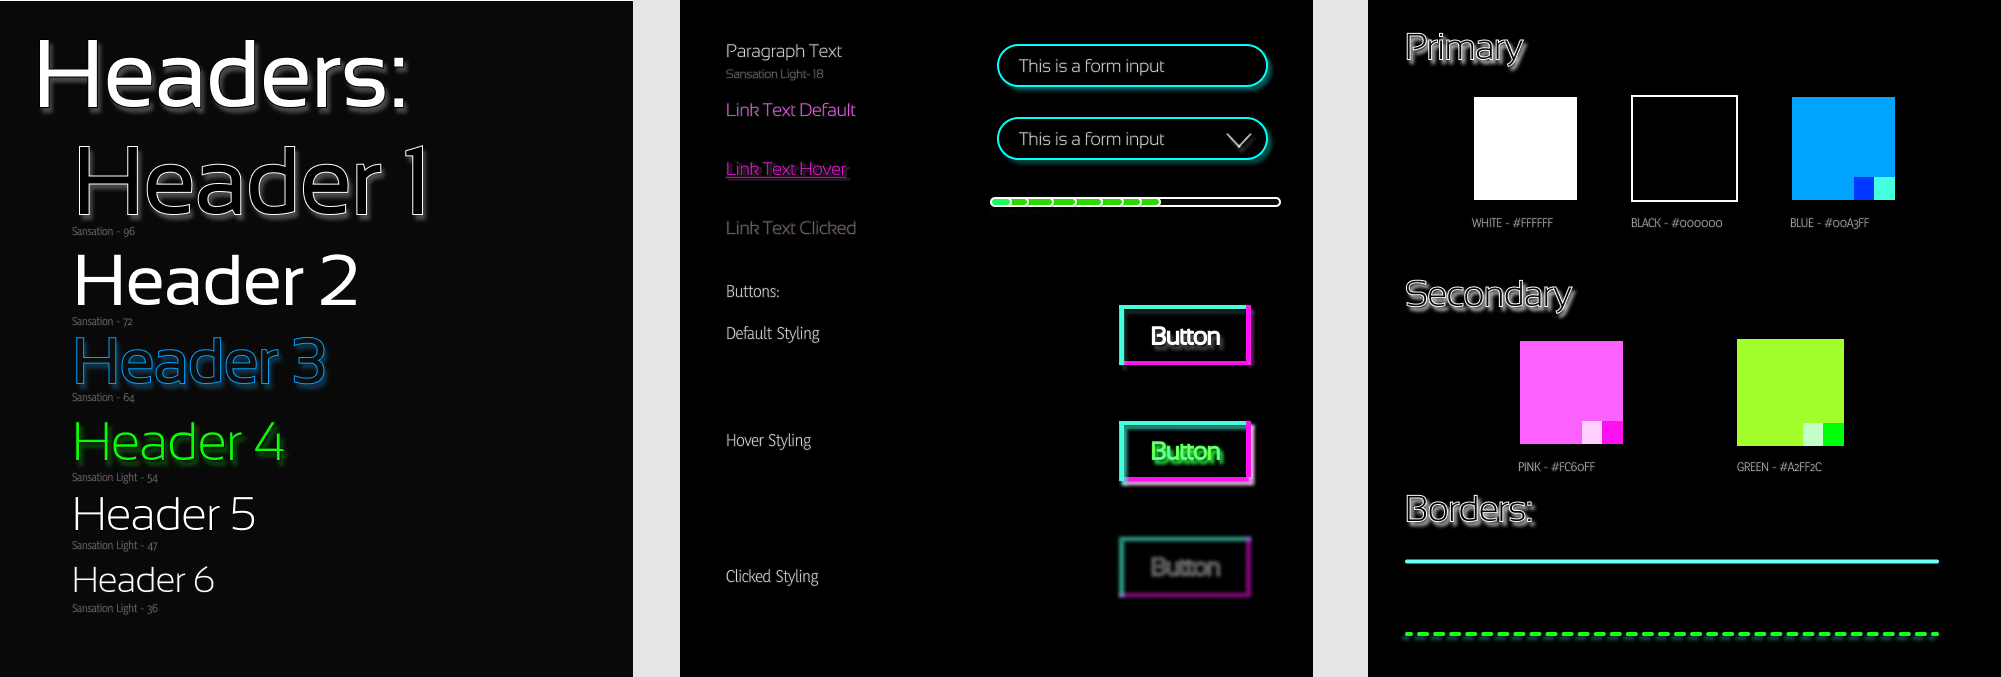 Headers:
Header 1
Sansation - 96
Header 2
Sansation - 72
Header 3
Sansation - 64
Header 4
Sansation Light - 54
Header 5
Sansation Light - 47
Header 6
Sansation Light - 36
Paragraph Text
Sansation Light- 18
Link Text Default
Link Text Hover
Link Text Clicked
This is a form input
This is a form input
Buttons:
Default Styling
Button
Hover Styling
Button
Clicked Styling
Button
Primary
WHITE - #FFFFFF
BLACK - #000000
BLUE - #00A3FF
Secondary
PINK - #FC60FF
GREEN - #A2FF2C
Borders: